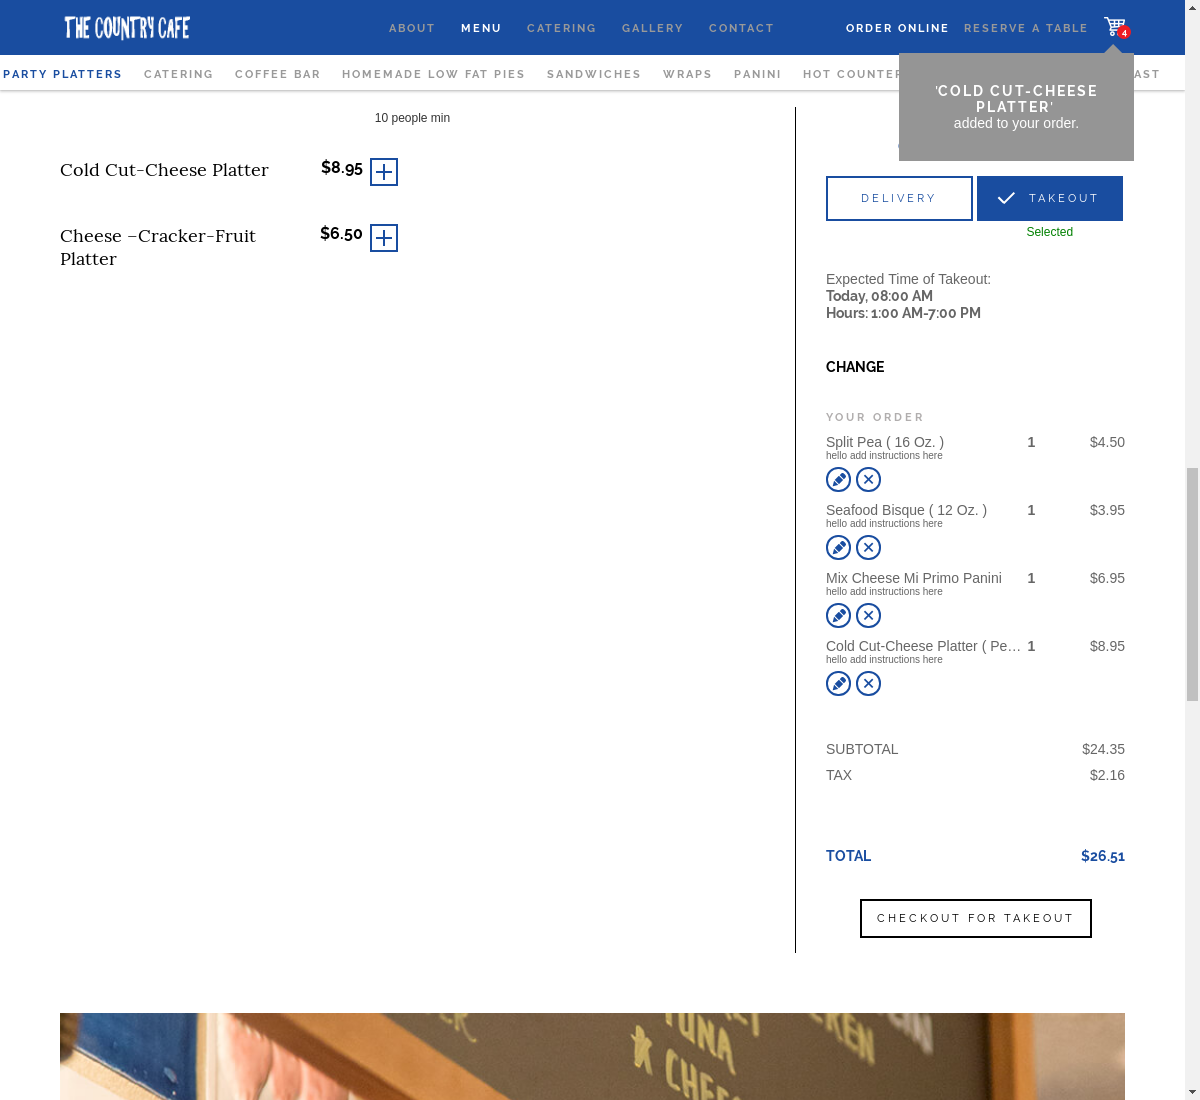 THE COUNTRY CAFE
ABOUT MENU CATERING GALLERY CONTACT ORDER ONLINE RESERVE A TABLE 4
PARTY PLATTERS CATERING COFFEE BAR HOMEMADE LOW FAT PIES SANDWICHES WRAPS PANINI HOT COUNTER
'COLD CUT-CHEESE
PLATTER'
added to your order.
10 people min
Cold Cut-Cheese Platter $8.95
Cheese –Cracker-Fruit $6.50
Platter
DELIVERY TAKEOUT
Selected
Expected Time of Takeout:
Today, 08:00 AM
Hours: 1:00 AM-7:00 PM
CHANGE
YOUR ORDER
Split Pea ( 16 Oz. ) 1 $4.50
hello add instructions here
Seafood Bisque ( 12 Oz. ) 1 $3.95
hello add instructions here
Mix Cheese Mi Primo Panini 1 $6.95
hello add instructions here
Cold Cut-Cheese Platter ( Pe… 1 $8.95
hello add instructions here
SUBTOTAL $24.35
TAX $2.16
TOTAL $26.51
CHECKOUT FOR TAKEOUT
TUNA